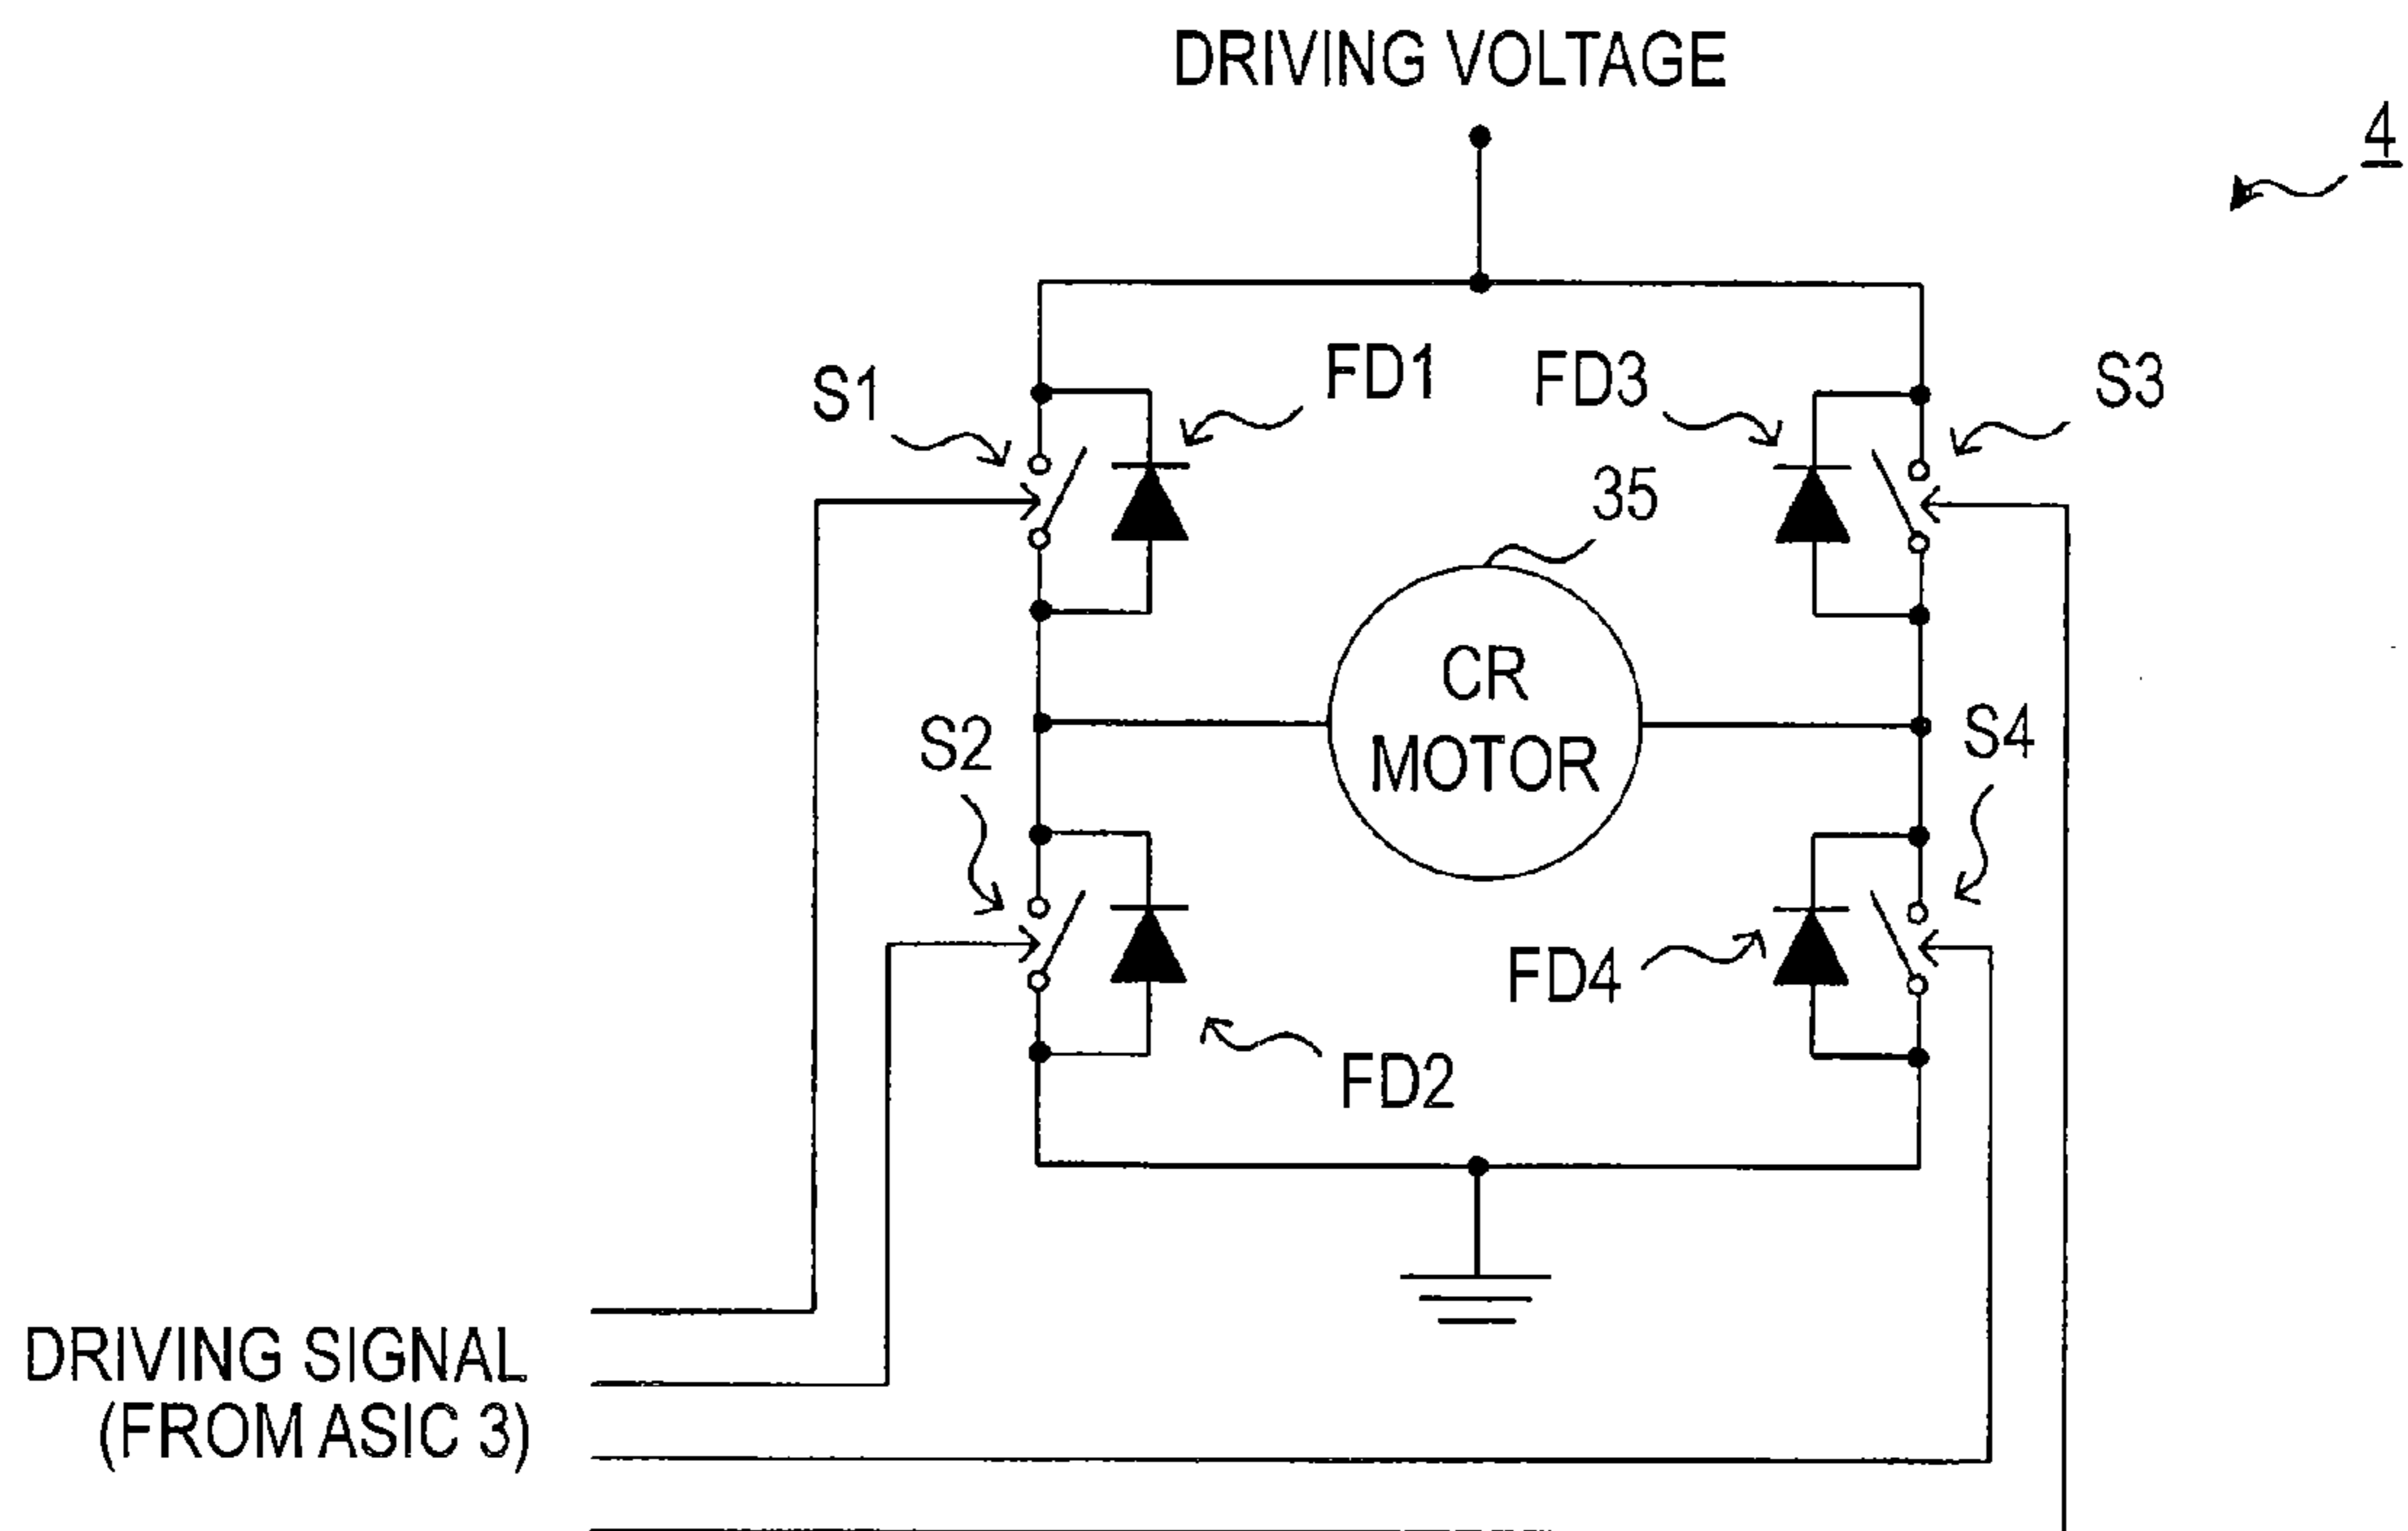 DRIVING VOLTAGE
4
S1
FD1
FD3
S3
35
CR
MOTOR
S2
S4
FD4
FD2
DRIVING SIGNAL
(FROM ASIC 3)